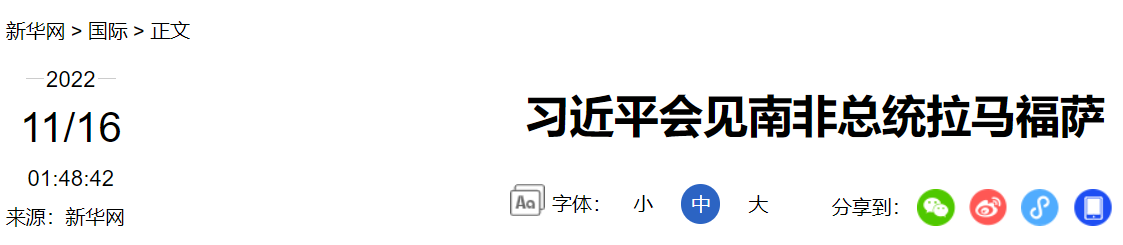 新华网 > 国际 > 正文
2022
11/16
01:48:42
来源：新华网
习近平会见南非总统拉马福萨
Aa 字体： 小 中 大 分享到：